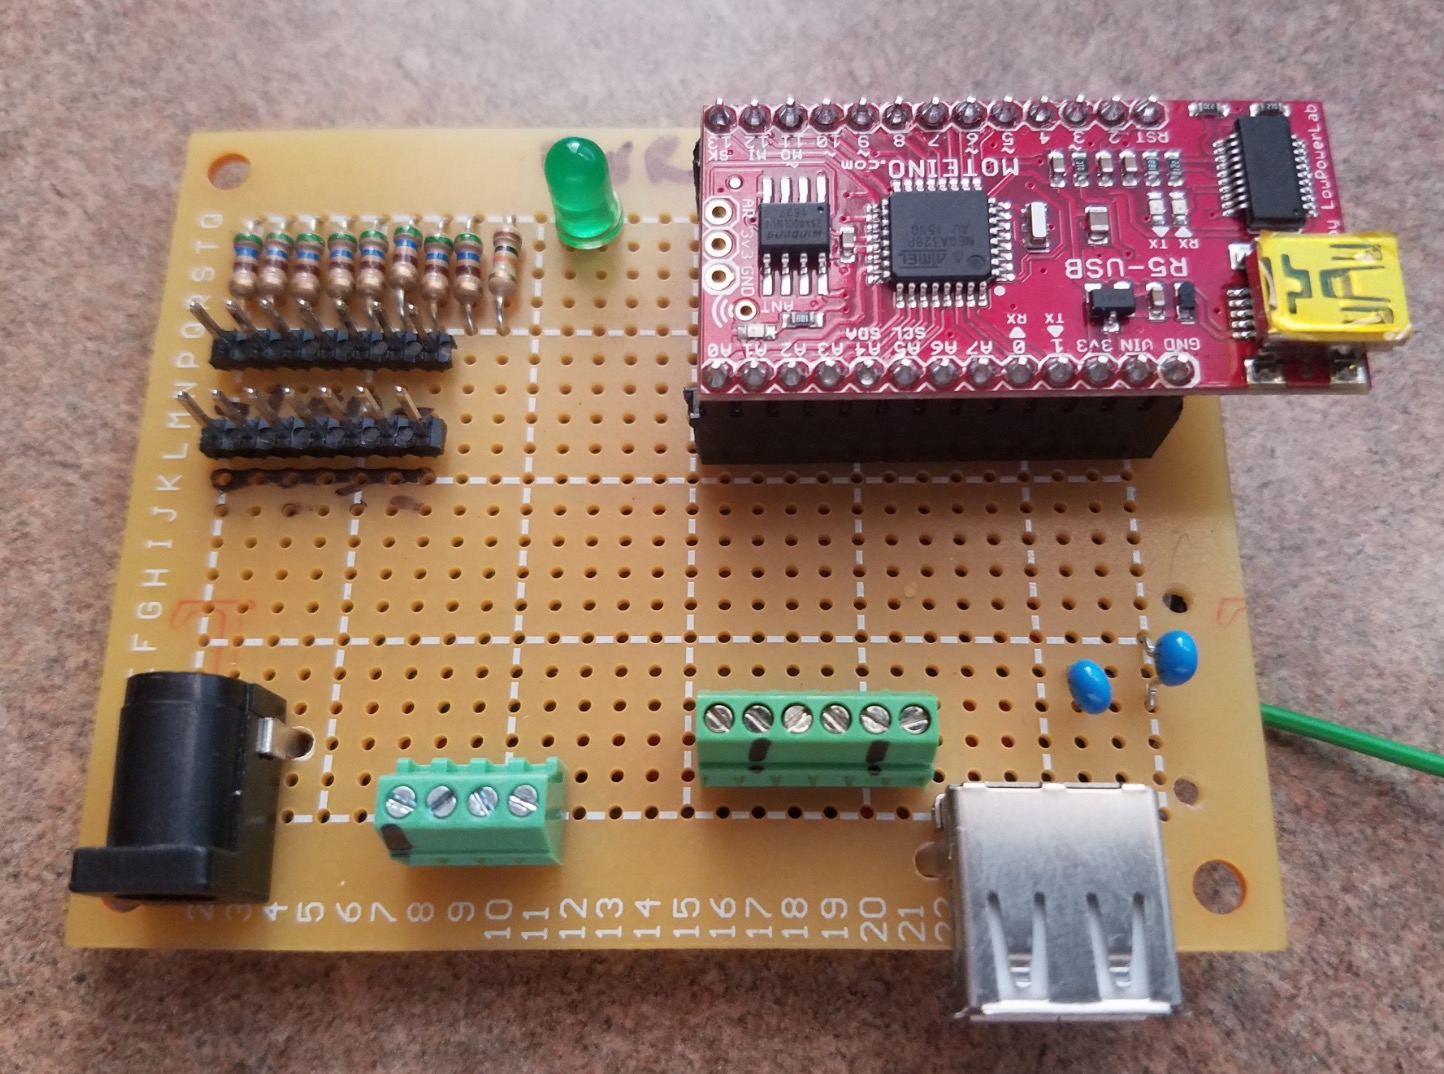 13 12 11 10 9 8 7 6 5 4 3 2 RST
SK MI MO ~ ~ ~ ~ ~ ~
MOTEINO.com
by LowPowerLab
AR 3v3 GND
winbond
ATMEL
MEGA328P
RX TX
R5-USB
ANT
RX TX
SDA SCL
A0 A1 A2 A3 A4 A5 A6 A7 0 1 3v3 VIN GND
T
S
R
Q
P
N
M
L
K
J
I
H
G
F
T
2 3 4 5 6 7 8 9 10 11 12 13 14 15 16 17 18 19 20 21 22